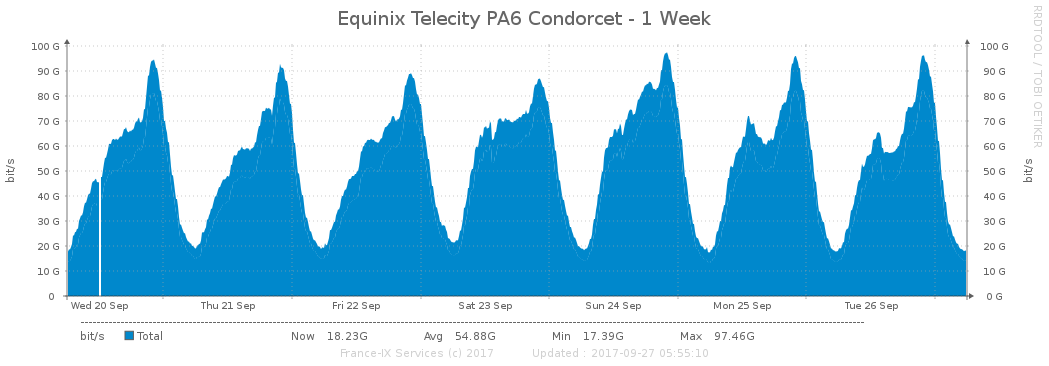 Equinix Telecity PA6 Condorcet - 1 Week
RRDTOOL / TOBI OETIKER
100 G 100 G
90 G 90 G
80 G 80 G
70 G 70 G
60 G 60 G
50 G 50 G
40 G 40 G
30 G 30 G
20 G 20 G
10 G 10 G
0 0 G
bit/s bit/s
Wed 20 Sep Thu 21 Sep Fri 22 Sep Sat 23 Sep Sun 24 Sep Mon 25 Sep Tue 26 Sep
bit/s Total Now 18.23G Avg 54.88G Min 17.39G Max 97.46G
France-IX Services (c) 2017 Updated : 2017-09-27 05:55:10